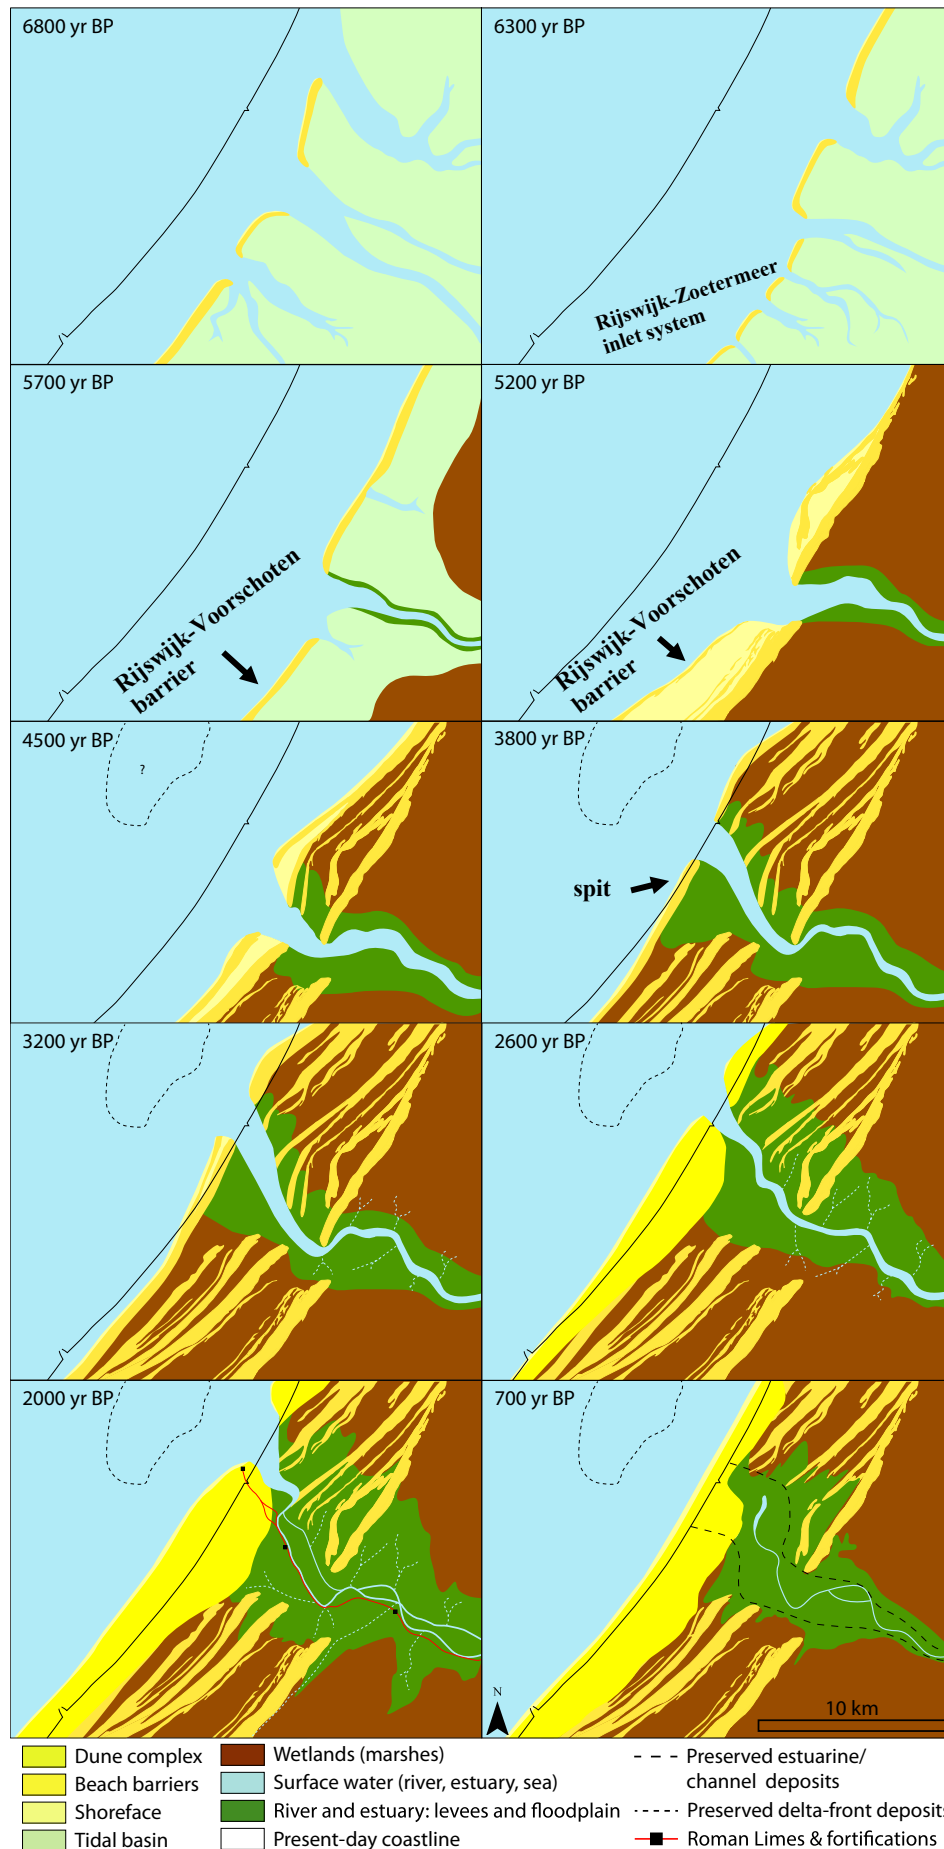 6800 yr BP
6300 yr BP
Rijswijk-Zoetermeer
inlet system
5700 yr BP
5200 yr BP
Rijswijk-Voorschoten
barrier
Rijswijk-Voorschoten
barrier
4500 yr BP
?
3800 yr BP
spit
3200 yr BP
2600 yr BP
2000 yr BP
700 yr BP
N
10 km
Dune complex
Beach barriers
Shoreface
Tidal basin
Wetlands (marshes)
Surface water (river, estuary, sea)
River and estuary: levees and floodplain
Present-day coastline
Preserved estuarine/
channel deposits
Preserved delta-front deposits
Roman Limes & fortifications